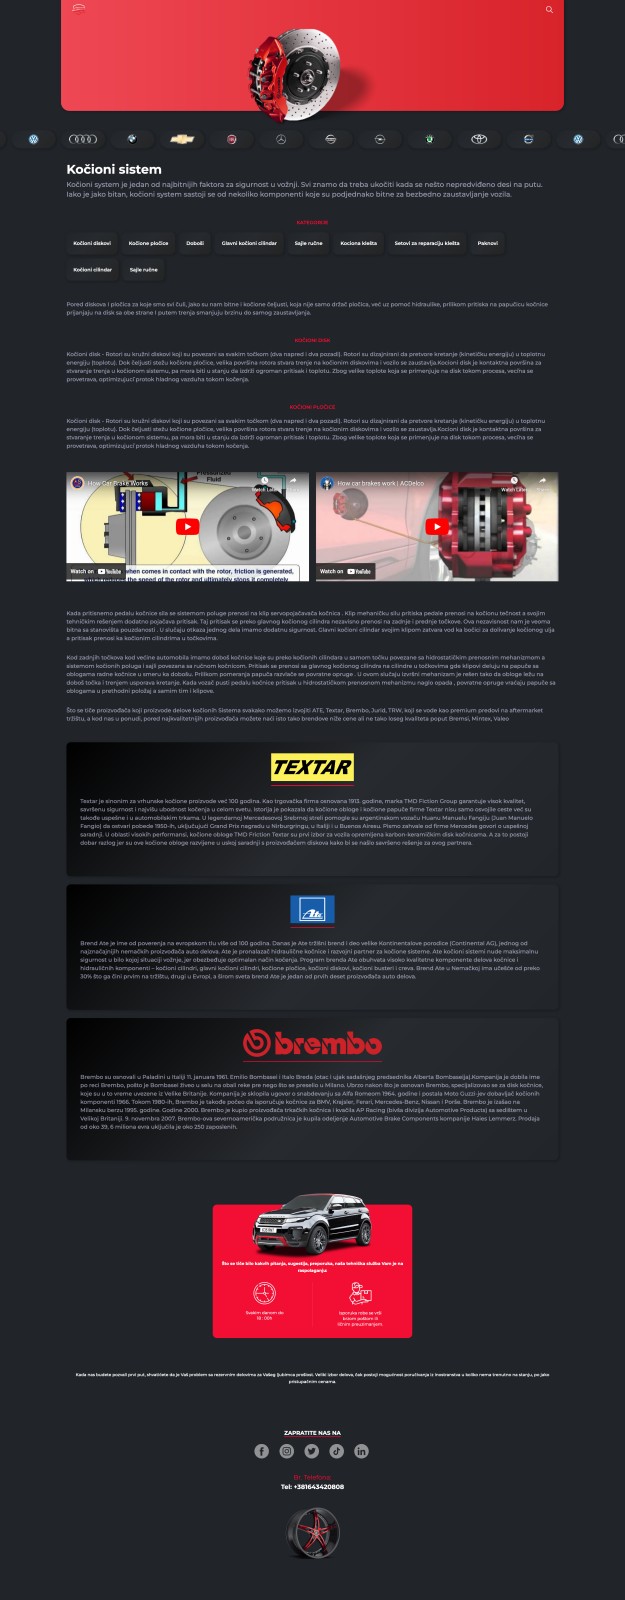 Kočioni sistem
Kočioni system je jedan od najbitnijih faktora za sigurnost u vožnji. Svi znamo da treba ukočiti kada se nešto nepredviđeno desi na putu.
Iako je jako bitan, kočioni system sastoji se od nekoliko komponenti koje su podjednako bitne za bezbedno zaustavljanje vozila.
KATEGORIJE
Kočioni diskovi
Kočione pločice
Doboši
Glavni kočioni cilindar
Sajle ručne
Kociona klešta
Setovi za reparaciju klešta
Paknovi
Kočioni cilindar
Sajle ručne
Pored diskova i pločica za koje smo svi čuli, jako su nam bitne i kočione čeljusti, koja nije samo držač pločica, već uz pomoć hidraulike, prilikom pritiska na papučicu kočnice
prijanjaju na disk sa obe strane i putem trenja smanjuju brzinu do samog zaustavljanja.
KOČIONI DISK
Kočioni disk - Rotori su kružni diskovi koji su povezani sa svakim točkom (dva napred i dva pozadi). Rotori su dizajnirani da pretvore kretanje (kinetičku energiju) u toplotnu
energiju (toplotu). Dok čeljusti stežu kočione pločice, velika površina rotora stvara trenje na kočionim diskovima i vozilo se zaustavlja.Kočioni disk je kontaktna površina za
stvaranje trenja u kočionom sistemu, pa mora biti u stanju da izdrži ogroman pritisak i toplotu. Zbog velike toplote koja se primenjuje na disk tokom procesa, većina se
provetrava, optimizujući protok hladnog vazduha tokom kočenja.
KOČIONE PLOČICE
Kočioni disk - Rotori su kružni diskovi koji su povezani sa svakim točkom (dva napred i dva pozadi). Rotori su dizajnirani da pretvore kretanje (kinetičku energiju) u toplotnu
energiju (toplotu). Dok čeljusti stežu kočione pločice, velika površina rotora stvara trenje na kočionim diskovima i vozilo se zaustavlja.Kočioni disk je kontaktna površina za
stvaranje trenja u kočionom sistemu, pa mora biti u stanju da izdrži ogroman pritisak i toplotu. Zbog velike toplote koja se primenjuje na disk tokom procesa, većina se
provetrava, optimizujući protok hladnog vazduha tokom kočenja.
How Car Brake Works
Fluid
Watch on YouTube
when comes in contact with the rotor, friction is generated,
the speed of the rotor and ultimately stops it completely
How car brakes work | ACDelco
Watch Later
Watch on YouTube
Kada pritisnemo pedalu kočnice sila se sistemom poluge prenosi na klip servopojačavača kočnica . Klip mehaničku silu pritiska pedale prenosi na kočionu tečnost a svojim
tehničkim rešenjem dodatno pojačava pritisak. Taj pritisak se preko glavnog kočionog cilindra nezavisno prenosi na zadnje i prednje točkove. Ova nezavisnost nam je veoma
bitna sa starovišta pouzdanosti . U slučaju otkaza jednog dela imamo dodatnu sigurnost. Glavni kočioni cilindar svojim klipom zatvara vod ka bočici za dolivanje kočionog ulja
a pritisak prenosi ka kočionim cilindrima u točkovima.
Kod zadnjih točkova kod većine automobila imamo doboš kočnice koje su preko kočionih cilindara u samom točku povezane sa hidrostatičkim prenosnim mehanizmom a
sistemom kočionih poluga i sajli povezana sa ručnom kočnicom. Pritisak se prenosi sa glavnog kočionog cilindra na cilindre u točkovima gde klipovi deluju na papuče sa
oblogama radne kočnice u smeru ka dobošu. Prilikom pomeranja papuča razvlače se povratne opruge . U ovom slučaju izvršni mehanizam je rešen tako da obloge ležu na
doboš točka i trenjem usporava kretanje. Kada vozač pusti pedalu kočnice pritisak u hidrostatičkom prenosnom mehanizmu naglo opada , povratne opruge vraćaju papuče sa
oblogama u prethodni položaj a samim tim i klipove.
Što se tiče proizvođača koji proizvode delove kočionih Sistema svakako možemo izvojiti ATE, Textar, Brembo, Jurid, TRW, koji se vode kao premium predovi na aftermarket
tržištu, a kod nas u ponudi, pored najkvalitetnijih proizvođača možete naći isto tako brendove niže cene ali ne tako loseg kvaliteta poput Bremsi, Mintex, Valeo
TEXTAR
Textar je sinonim za vrhunske kočione proizvode već 100 godina. Kao trgovačka firma osnovana 1913. godine, marka TMD Fiction Group garantuje visok kvalitet,
savršenu sigurnost i najvišu ubodnost kočenja u celom svetu. Istorija je pokazala da kočione obloge i kočione papuče firme Textar nisu samo osvojile ceste već su
takođe uspešne i u automobilskim trkama. U legendarnoj Mercedesovoj Srebrnoj streli pomogle su argentinskom vozaču Huanu Manuelu Fangiju (Juan Manuelu
Fangio) da ostvari pobede 1950-ih, uključujući Grand Prix nagradu u Nirburgringu, u Italiji i u Buenos Airesu. Pismo zahvale od firme Mercedes govori o uspešnoj
saradnji. U oblasti visokih performansi, kočione obloge TMD Friction Textar su prvi izbor za vozila opremljena karbon-keramičkim disk kočnicama. A za to postoji
dobar razlog jer su ove kočione obloge razvijene u uskoj saradnji s proizvođačem diskova kako bi se našlo savršeno rešenje za ovog partnera.
Ate
Brend Ate je ime od poverenja na evropskom tlu više od 100 godina. Danas je Ate tržišni brend i deo velike Kontinentalove porodice (Continental AG), jednog od
najznačajnijih nemačkih proizvođača auto delova. Ate je pronalazač hidraulične kočnice i razvojni partner za kočione sisteme. Ate kočioni sistemi nude maksimalnu
sigurnost u bilo kojoj situaciji vožnje, jer obezbeđuje optimalan način kočenja. Program brenda Ate obuhvata visoko kvalitetne komponente delova kočnice i
hidrauličnih komponenti – kočioni cilindri, glavni kočioni cilindri, kočione pločice, kočioni diskovi, kočioni busteri i creva. Brend Ate u Nemačkoj ima učešće od preko
30% što ga čini prvim na tržištu, drugi u Evropi, a širom sveta brend Ate je jedan od prvih deset proizvođača auto delova.
brembo
Brembo su osnovali u Paladini u Italiji 11. januara 1961. Emilio Bombasei i Italo Breda (otac i ujak sadašnjeg predsednika Alberta Bombaseija).Kompanija je dobila ime
po reci Brembo, pošto je Bombasei živeo u selu na obali reke pre nego što se preselio u Milano. Ubrzo nakon što je osnovan Brembo, specijalizovao se za disk kočnice,
koje su u to vreme uvezene iz Velike Britanije. Kompanija je sklopila ugovor o snabdevanju sa Alfa Romeom 1964. godine i postala Moto Guzzi-jev dobavljač kočionih
komponenti 1966. Tokom 1980-ih, Brembo je takođe počeo da isporučuje kočnice za BMV, Krajsler, Ferari, Mercedes-Benz, Nissan i Porše. Brembo je izašao na
Milansku berzu 1995. godine. Godine 2000. Brembo je kupio proizvođača trkačkih kočnica i kvačila AP Racing (bivša divizija Automotive Products) sa sedištem u
Velikoj Britaniji. 9. novembra 2007. Brembo-ova severnoamerička podružnica je kupila odeljenje Automotive Brake Components kompanije Haies Lemmerz. Prodaja
od oko 39, 6 miliona evra uključila je oko 250 zaposlenih.
Što se tiče bilo kakvih pitanja, sugestija, preporuka, naša tehnička služba Vam je na
raspolaganju
Svakim danom do
18 : 00h
Isporuka robe se vrši
brzom poštom ili
ličnim preuzimanjem.
Kada nas budete pozvali prvi put, shvatićete da je Vaš problem sa rezervnim delovima za Vašeg ljubimca prošlost. Veliki izbor delova, čak postoji mogućnost poručivanja iz inostranstva u koliko nema trenutno na stanju, po jako
pristupačnim cenama.
ZAPRATITE NAS NA
Br. Telefona:
Tel: +381643420808